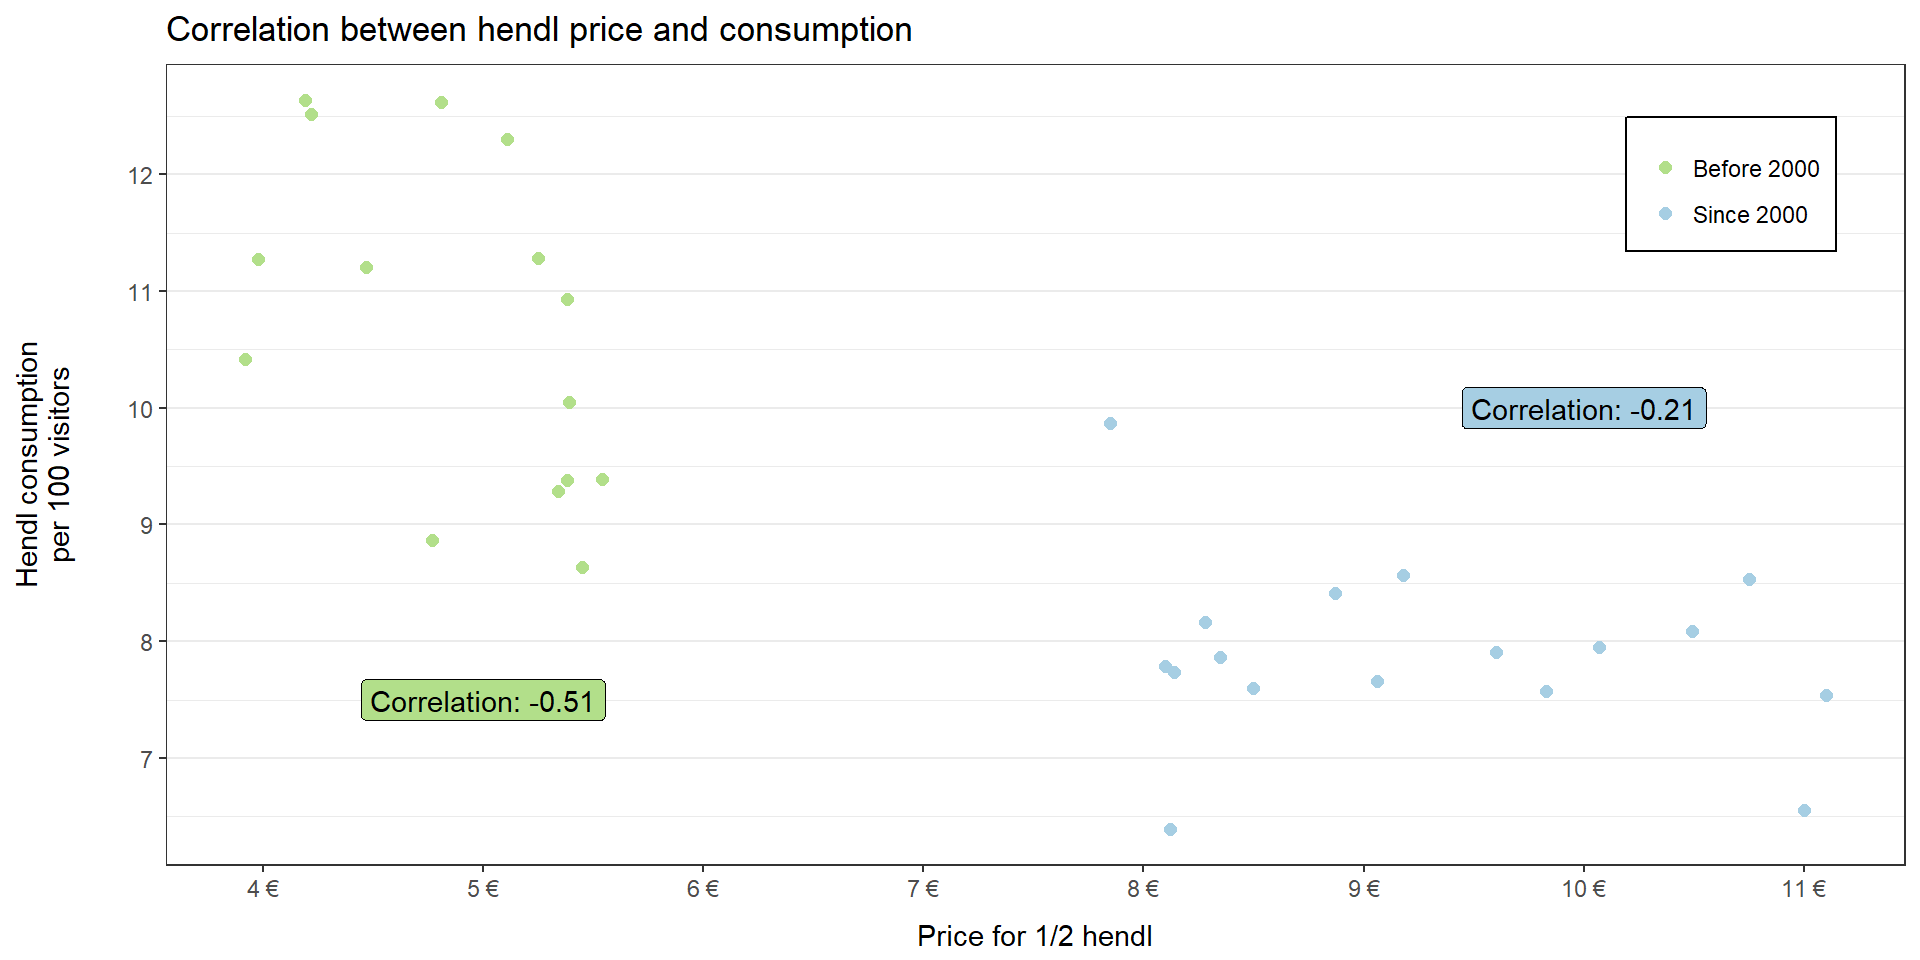 Correlation between hendl price and consumption
Before 2000
Since 2000
Correlation: -0.21
Correlation: -0.51
Hendl consumption
per 100 visitors
12
11
10
9
8
7
4 €
5 €
6 €
7 €
8 €
9 €
10 €
11 €
Price for 1/2 hendl